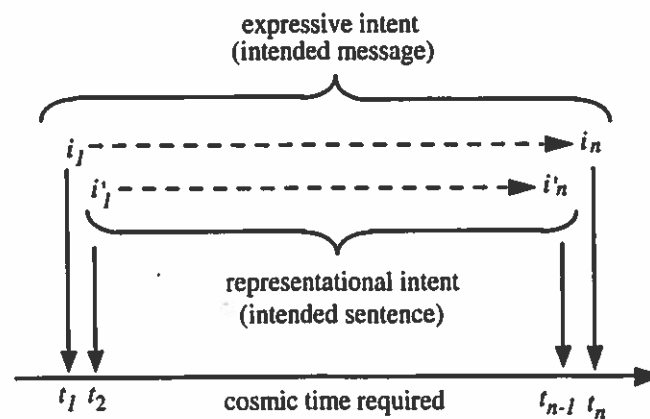 expressive intent
(intended message)
i1 i n
i'1 i'n
representational intent
(intended sentence)
t1 t2 cosmic time required tn-1 tn